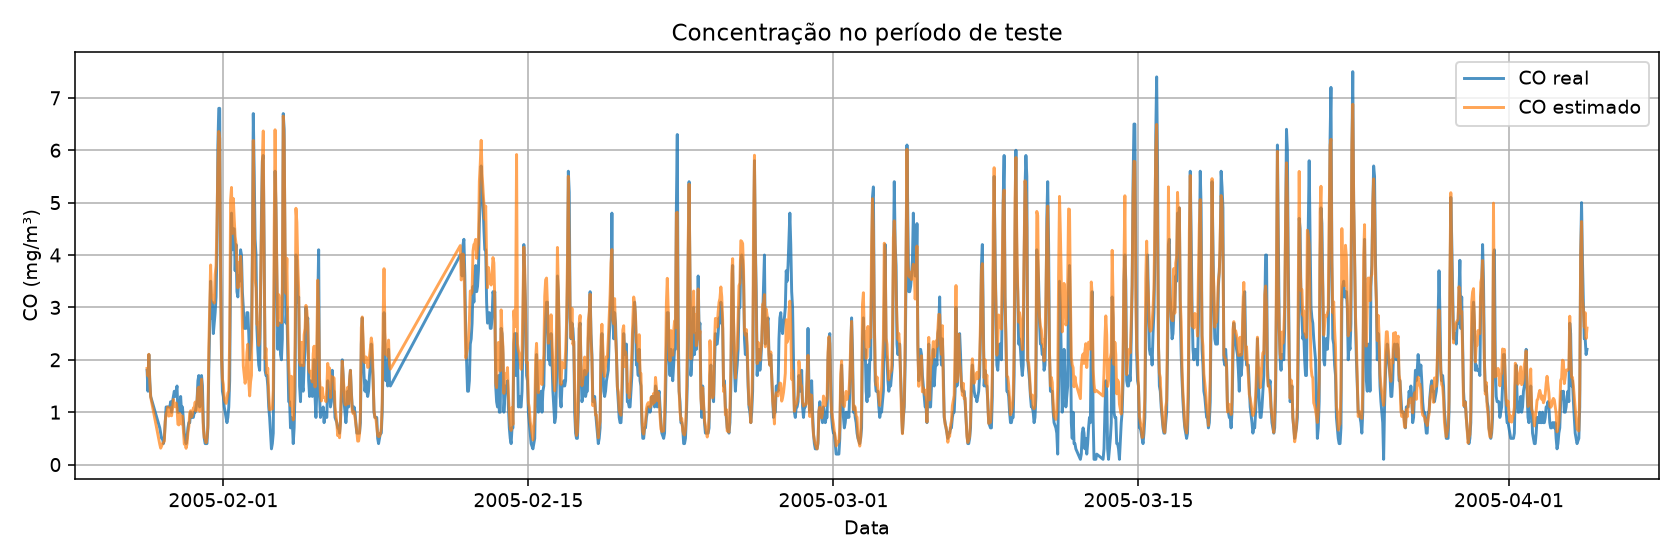 Concentração no período de teste
CO real
CO estimado
CO (mg/m³)
7
6
5
4
3
2
1
0
2005-02-01
2005-02-15
2005-03-01
2005-03-15
2005-04-01
Data